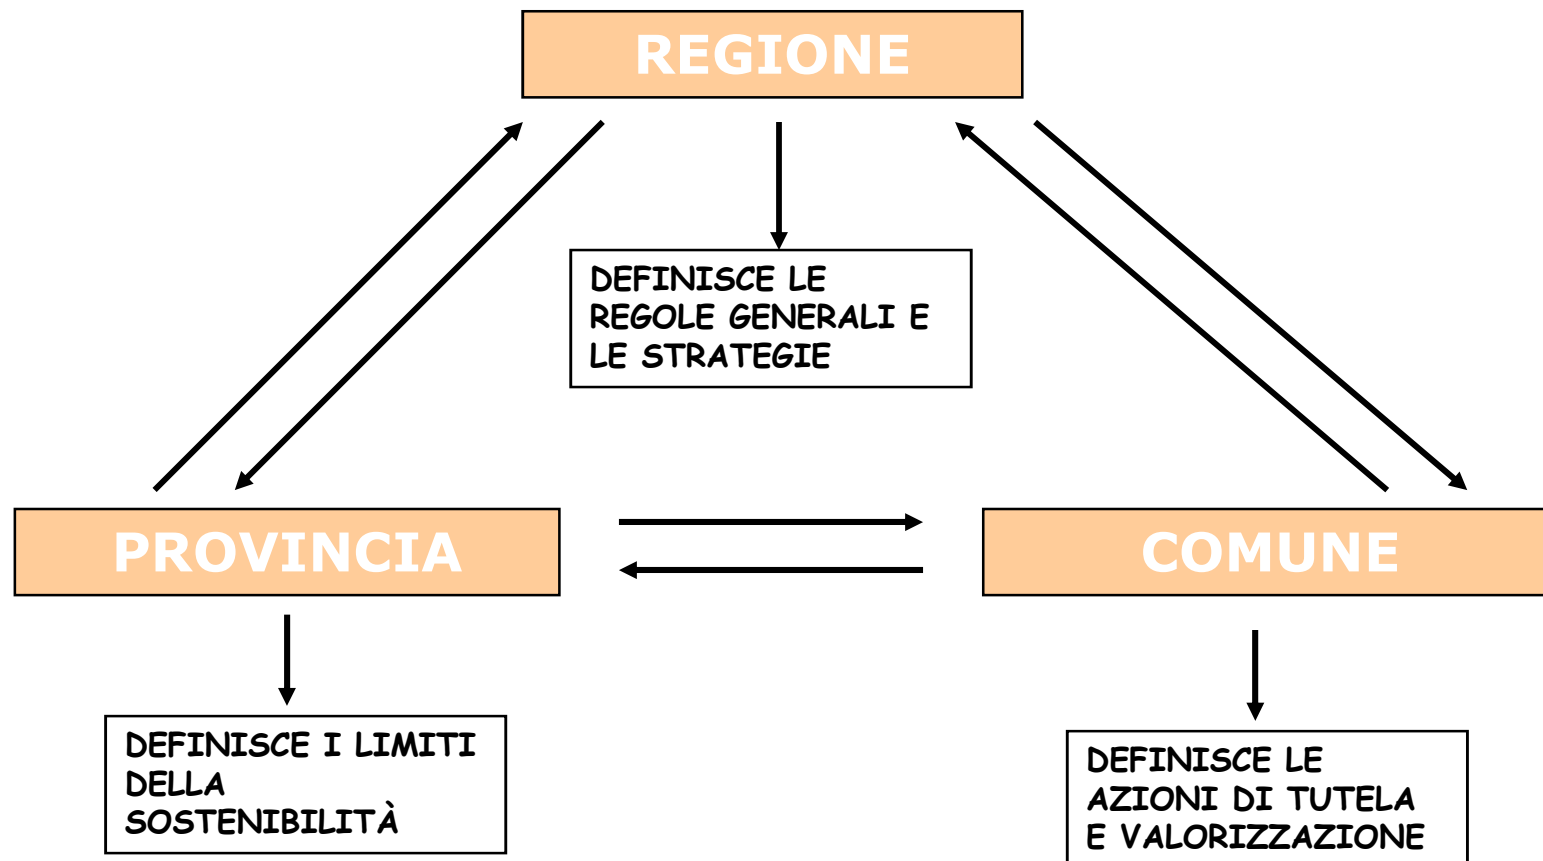 REGIONE
DEFINISCE LE
REGOLE GENERALI E
LE STRATEGIE
PROVINCIA
COMUNE
DEFINISCE I LIMITI
DELLA
SOSTENIBILITÀ
DEFINISCE LE
AZIONI DI TUTELA
E VALORIZZAZIONE